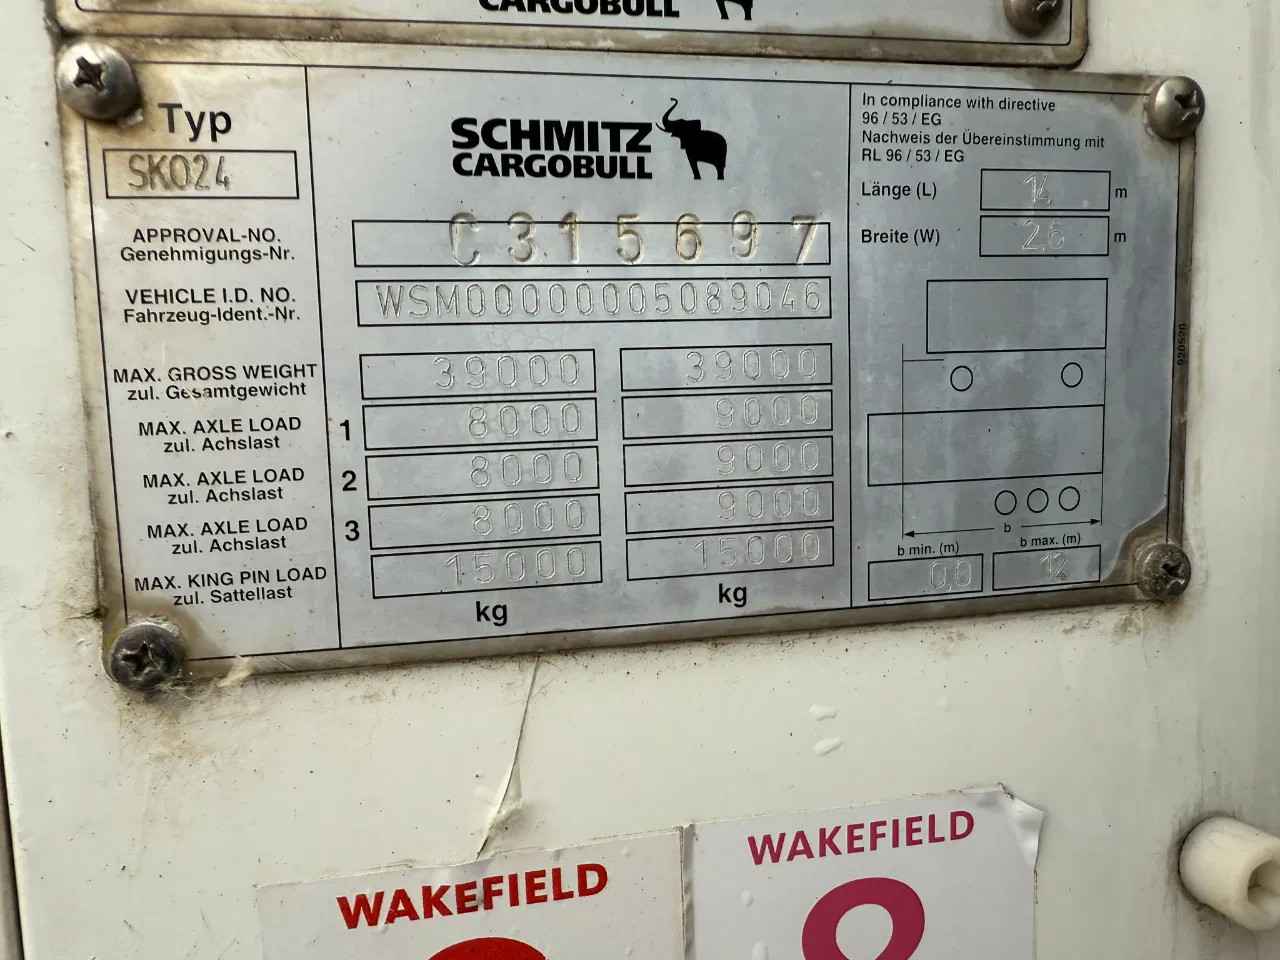 CARGOBULL
Typ
SKO24
SCHMITZ
CARGOBULL
In compliance with directive
96 / 53 / EG
Nachweis der Übereinstimmung mit
RL 96 / 53 / EG
Länge (L) 14 m
Breite (W) 2,6 m
APPROVAL-NO.
Genehmigungs-Nr.
C315697
VEHICLE I.D. NO.
Fahrzeug-Ident.-Nr.
WSM00000005089046
MAX. GROSS WEIGHT
zul. Gesamtgewicht
39000 39000
MAX. AXLE LOAD
zul. Achslast
1 8000 9000
MAX. AXLE LOAD
zul. Achslast
2 8000 9000
MAX. AXLE LOAD
zul. Achslast
3 8000 9000
MAX. KING PIN LOAD
zul. Sattellast
15000 15000
kg kg
b
b min. (m) b max. (m)
0,0 12
WAKEFIELD
WAKEFIELD